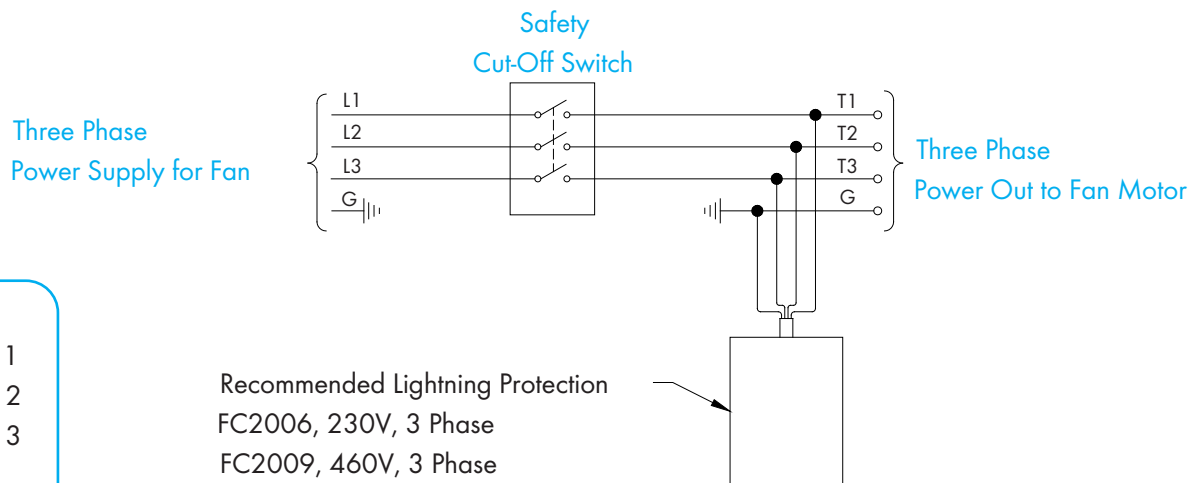 Safety
Cut-Off Switch
Three Phase
Power Supply for Fan
L1
L2
L3
G
T1
T2
T3
G
Three Phase
Power Out to Fan Motor
1
2
3
Recommended Lightning Protection
FC2006, 230V, 3 Phase
FC2009, 460V, 3 Phase